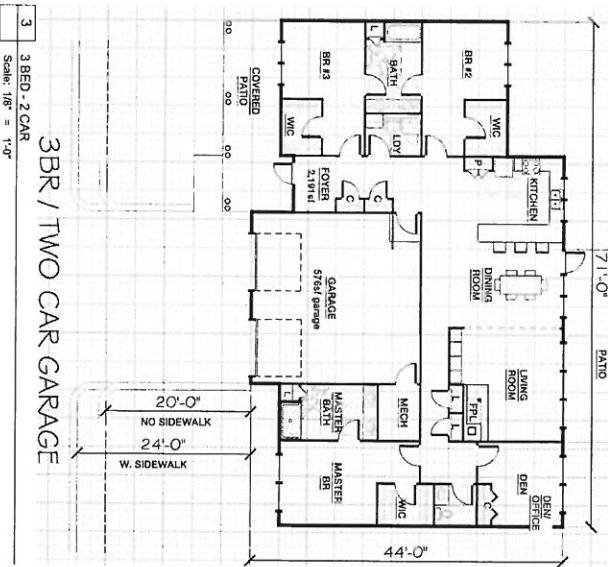 71'-0"
PATIO
BR #3
L
BATH
BR #2
WIC
LDY
WIC
COVERED
PATIO
FOYER
2,191sf
C
C
P
KITCHEN
DINING
ROOM
GARAGE
576sf garage
LIVING
ROOM
FPL
L
L
MECH
L
MASTER
BATH
MASTER
BR
WIC
C
DEN
DEN/
OFFICE
20'-0"
NO SIDEWALK
24'-0"
W. SIDEWALK
44'-0"
3BR / TWO CAR GARAGE
3
3 BED - 2 CAR
Scale: 1/8" = 1'-0"